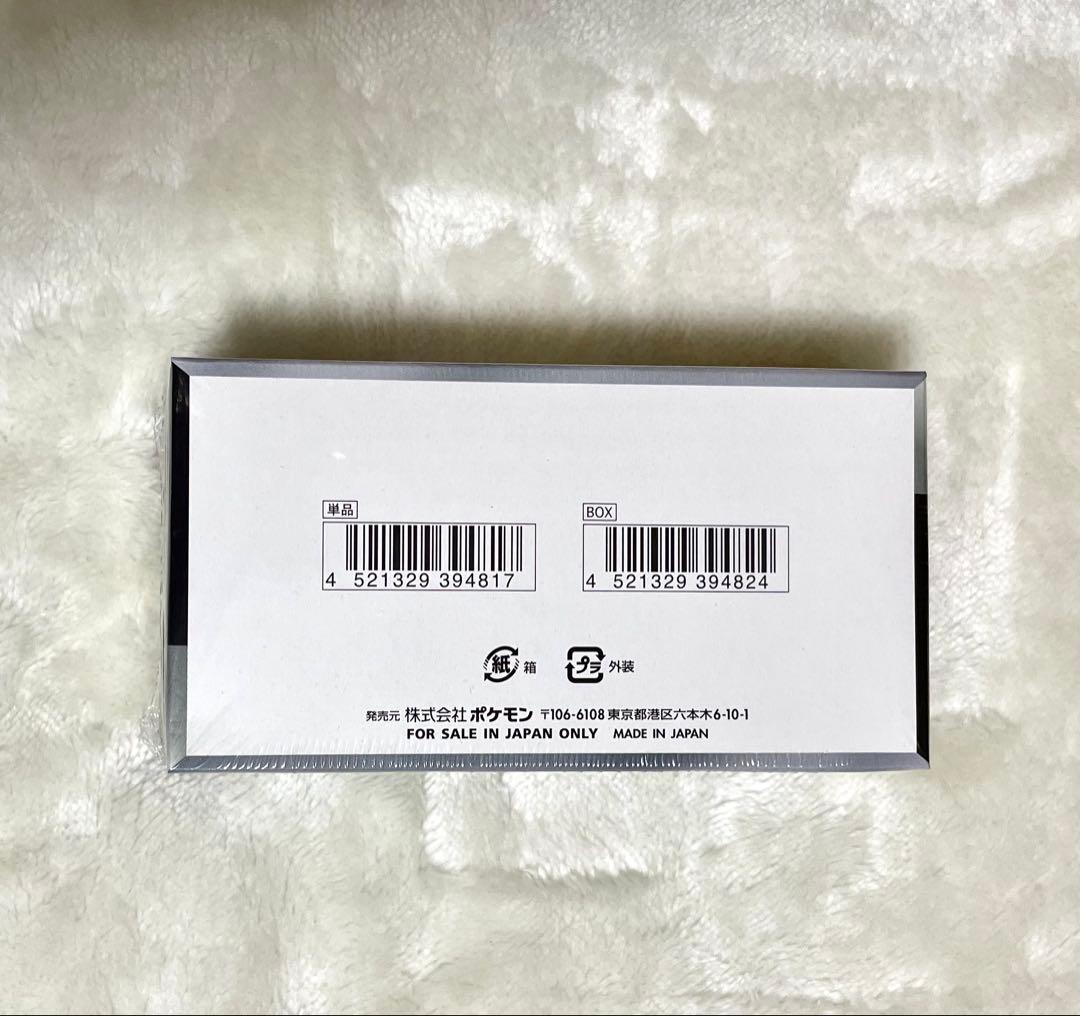 単品
BOX
4 521329 394817
4 521329 394824
紙 箱
プラ 外装
発売元 株式会社 ポケモン 〒106-6108 東京都港区六本木6-10-1
FOR SALE IN JAPAN ONLY MADE IN JAPAN